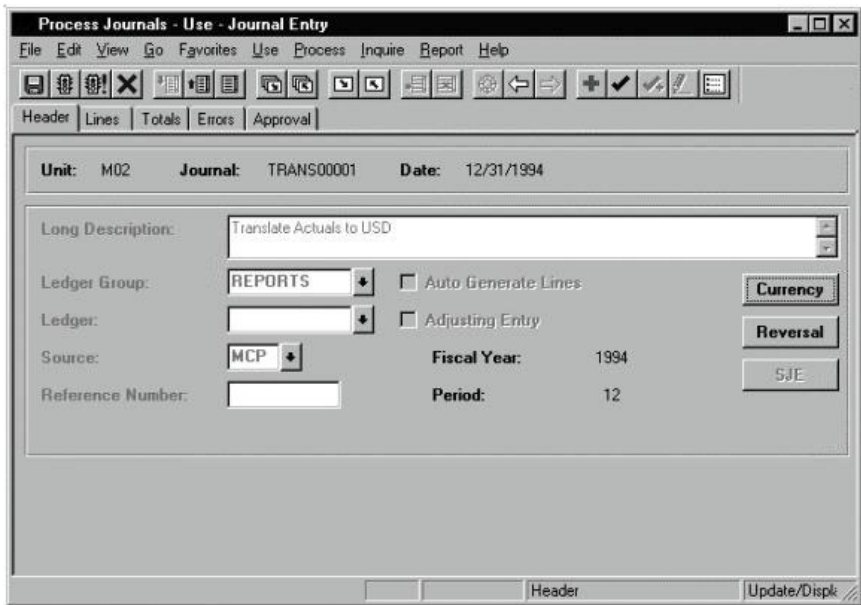 Process Journals - Use - Journal Entry
File Edit View Go Favorites Use Process Inquire Report Help
Header Lines Totals Errors Approval
Unit: M02 Journal: TRANS00001 Date: 12/31/1994
Long Description: Translate Actuals to USD
Ledger Group: REPORTS Auto Generate Lines Currency
Ledger: Adjusting Entry Reversal
Source: MCP Fiscal Year: 1994 SJE
Reference Number: Period: 12
Header Update/Displ